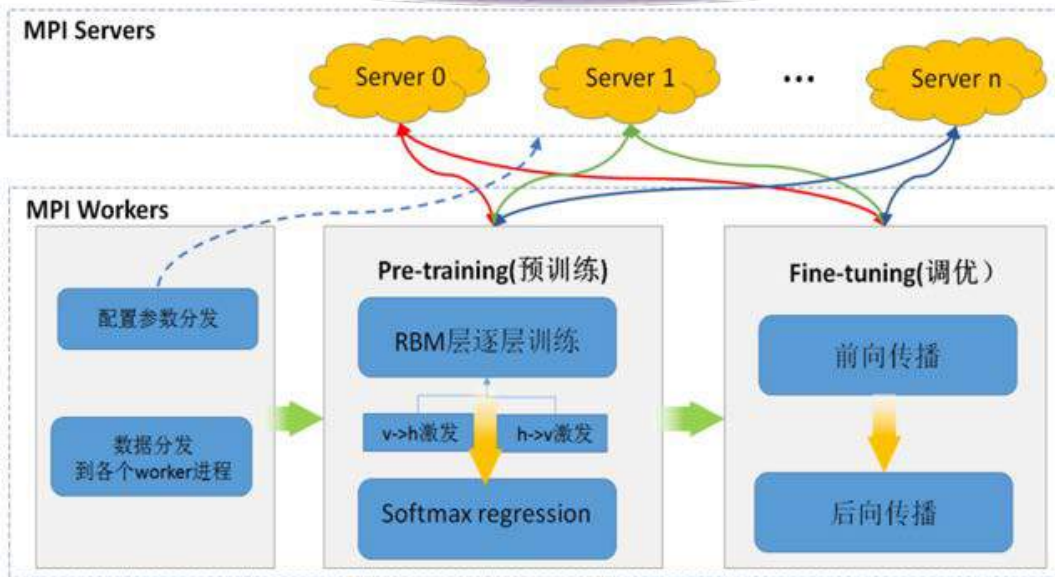 MPI Servers
Server 0
Server 1
...
Server n
MPI Workers
配置参数分发
数据分发
到各个worker进程
Pre-training(预训练)
RBM层逐层训练
v->h激发
h->v激发
Softmax regression
Fine-tuning(调优）
前向传播
后向传播